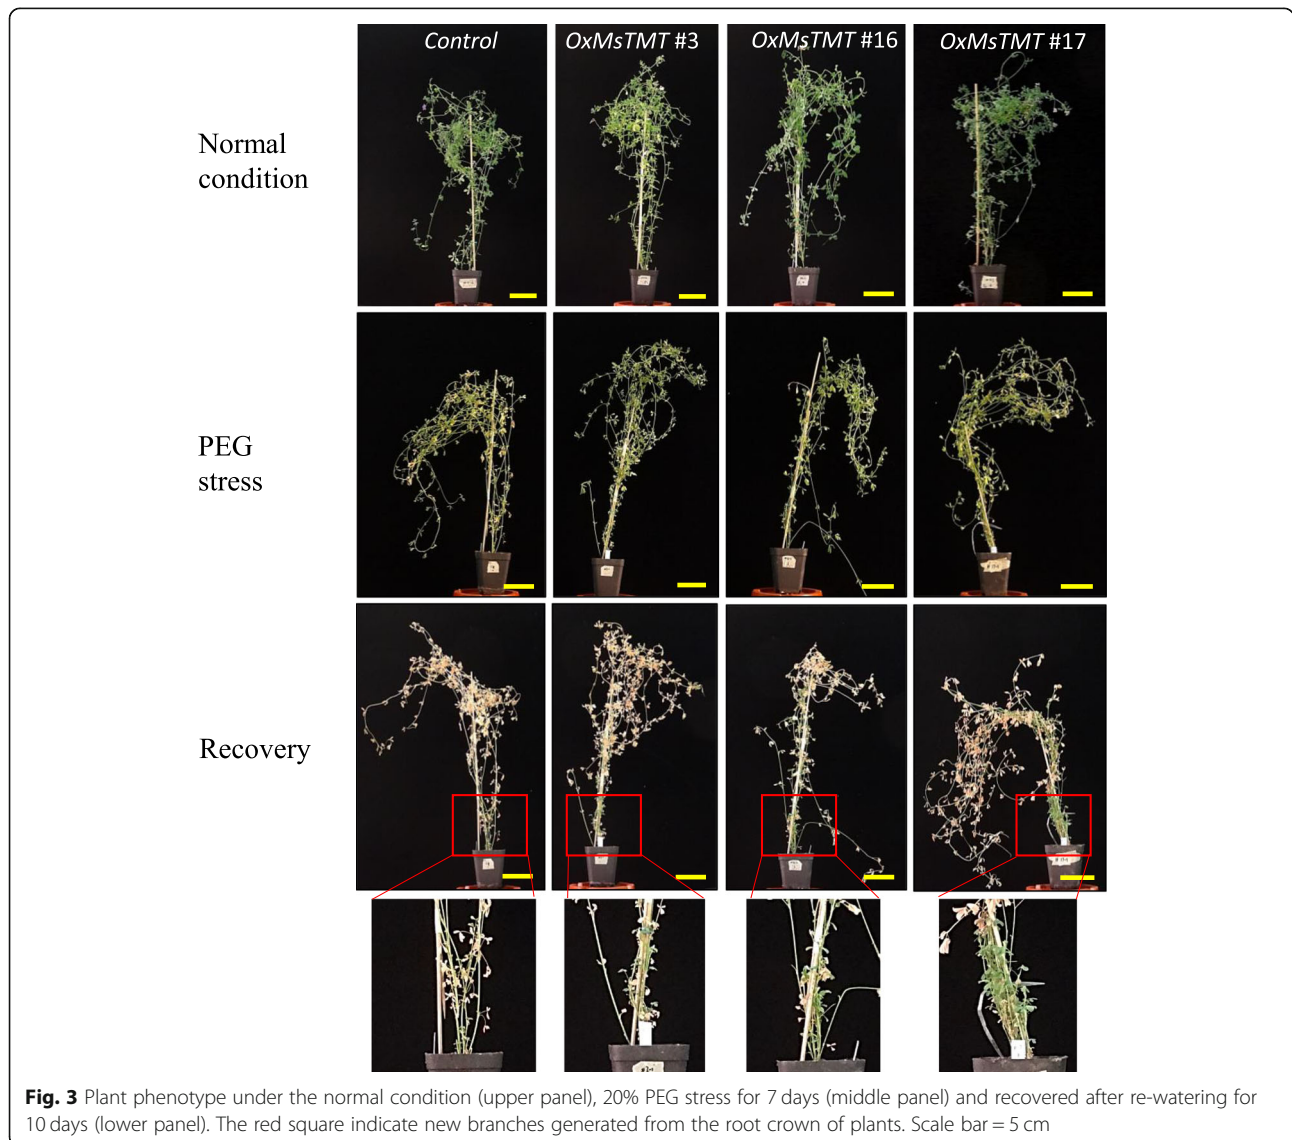 Control OxMsTMT #3 OxMsTMT #16 OxMsTMT #17
Normal
condition
PEG
stress
Recovery
Fig. 3 Plant phenotype under the normal condition (upper panel), 20% PEG stress for 7 days (middle panel) and recovered after re-watering for
10 days (lower panel). The red square indicate new branches generated from the root crown of plants. Scale bar = 5 cm